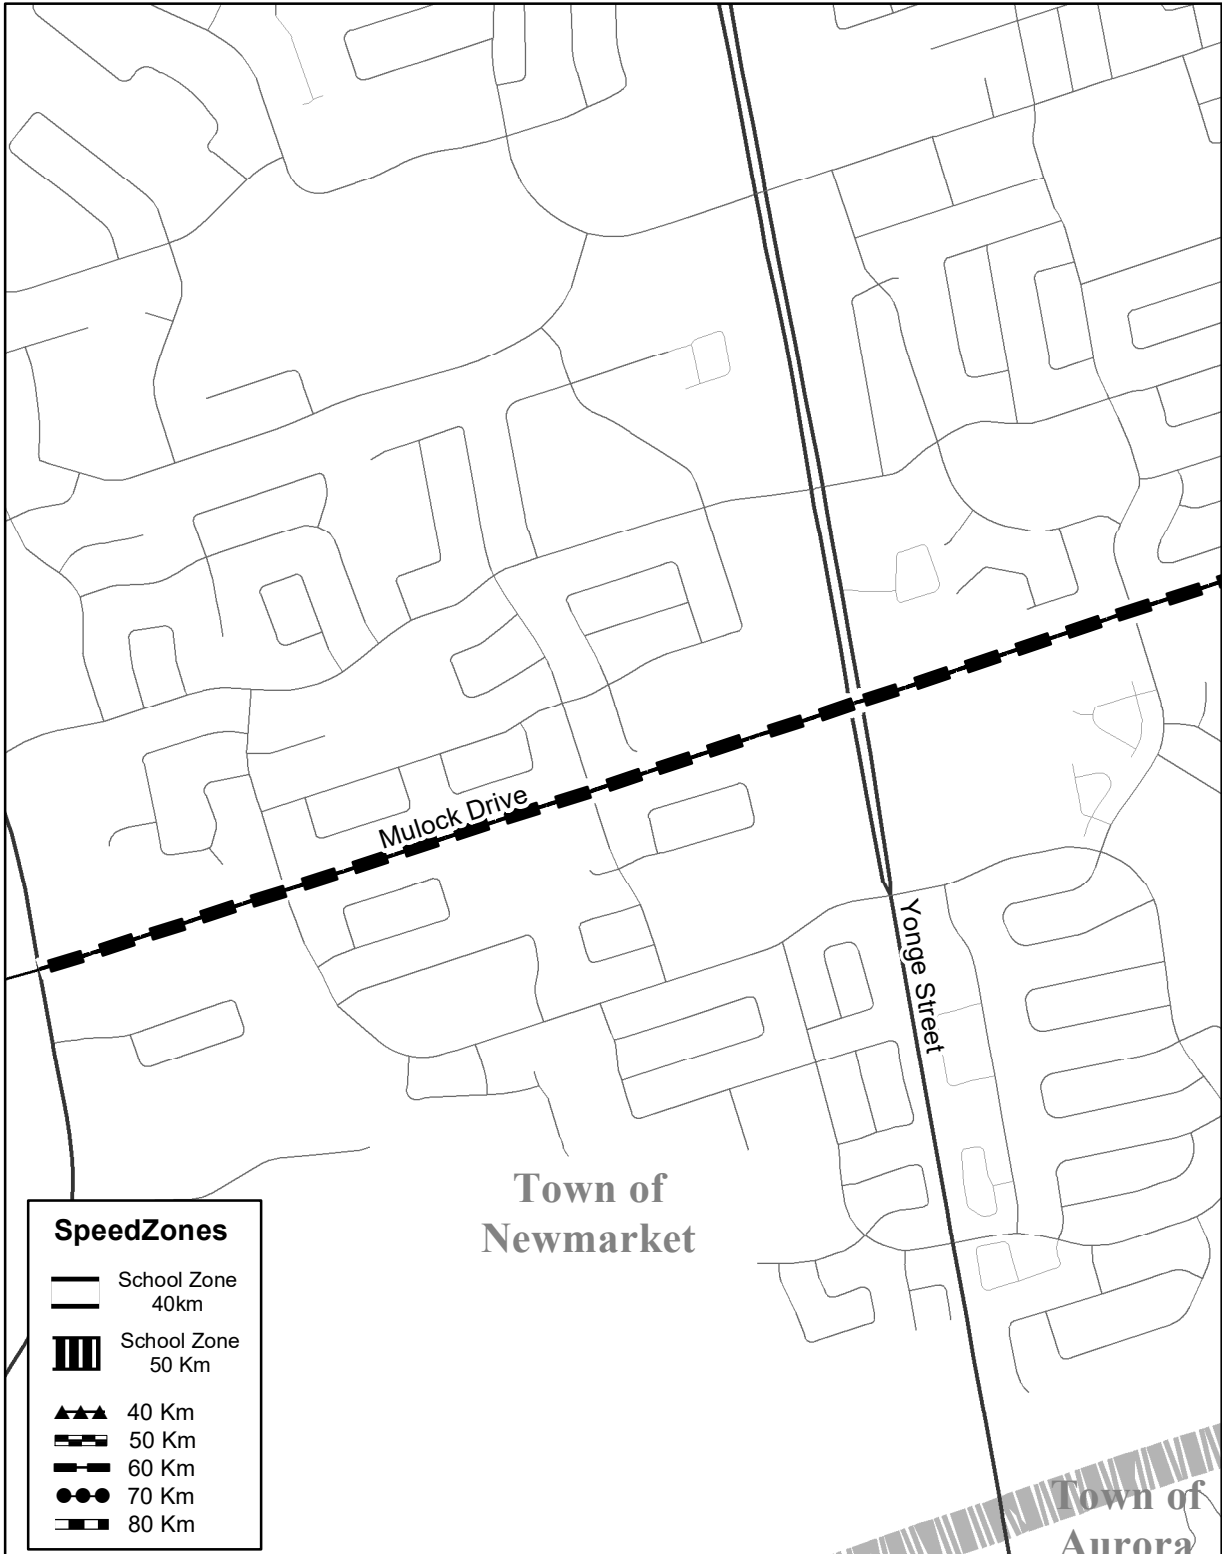 Mulock Drive
Yonge Street
Town of
Newmarket
SpeedZones
School Zone
40km
School Zone
50 Km
40 Km
50 Km
60 Km
70 Km
80 Km
Town of
Aurora